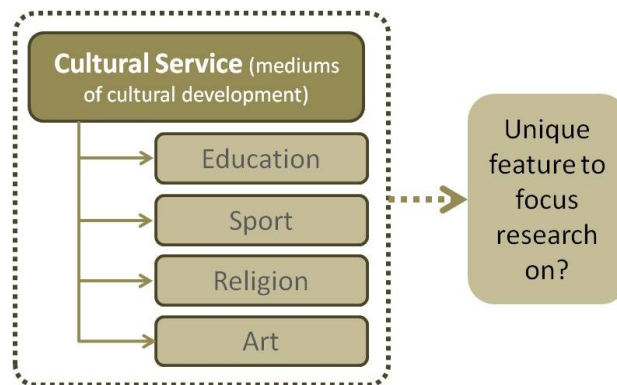 Cultural Service (mediums
of cultural development)
Education
Sport
Religion
Art
Unique
feature to
focus
research
on?